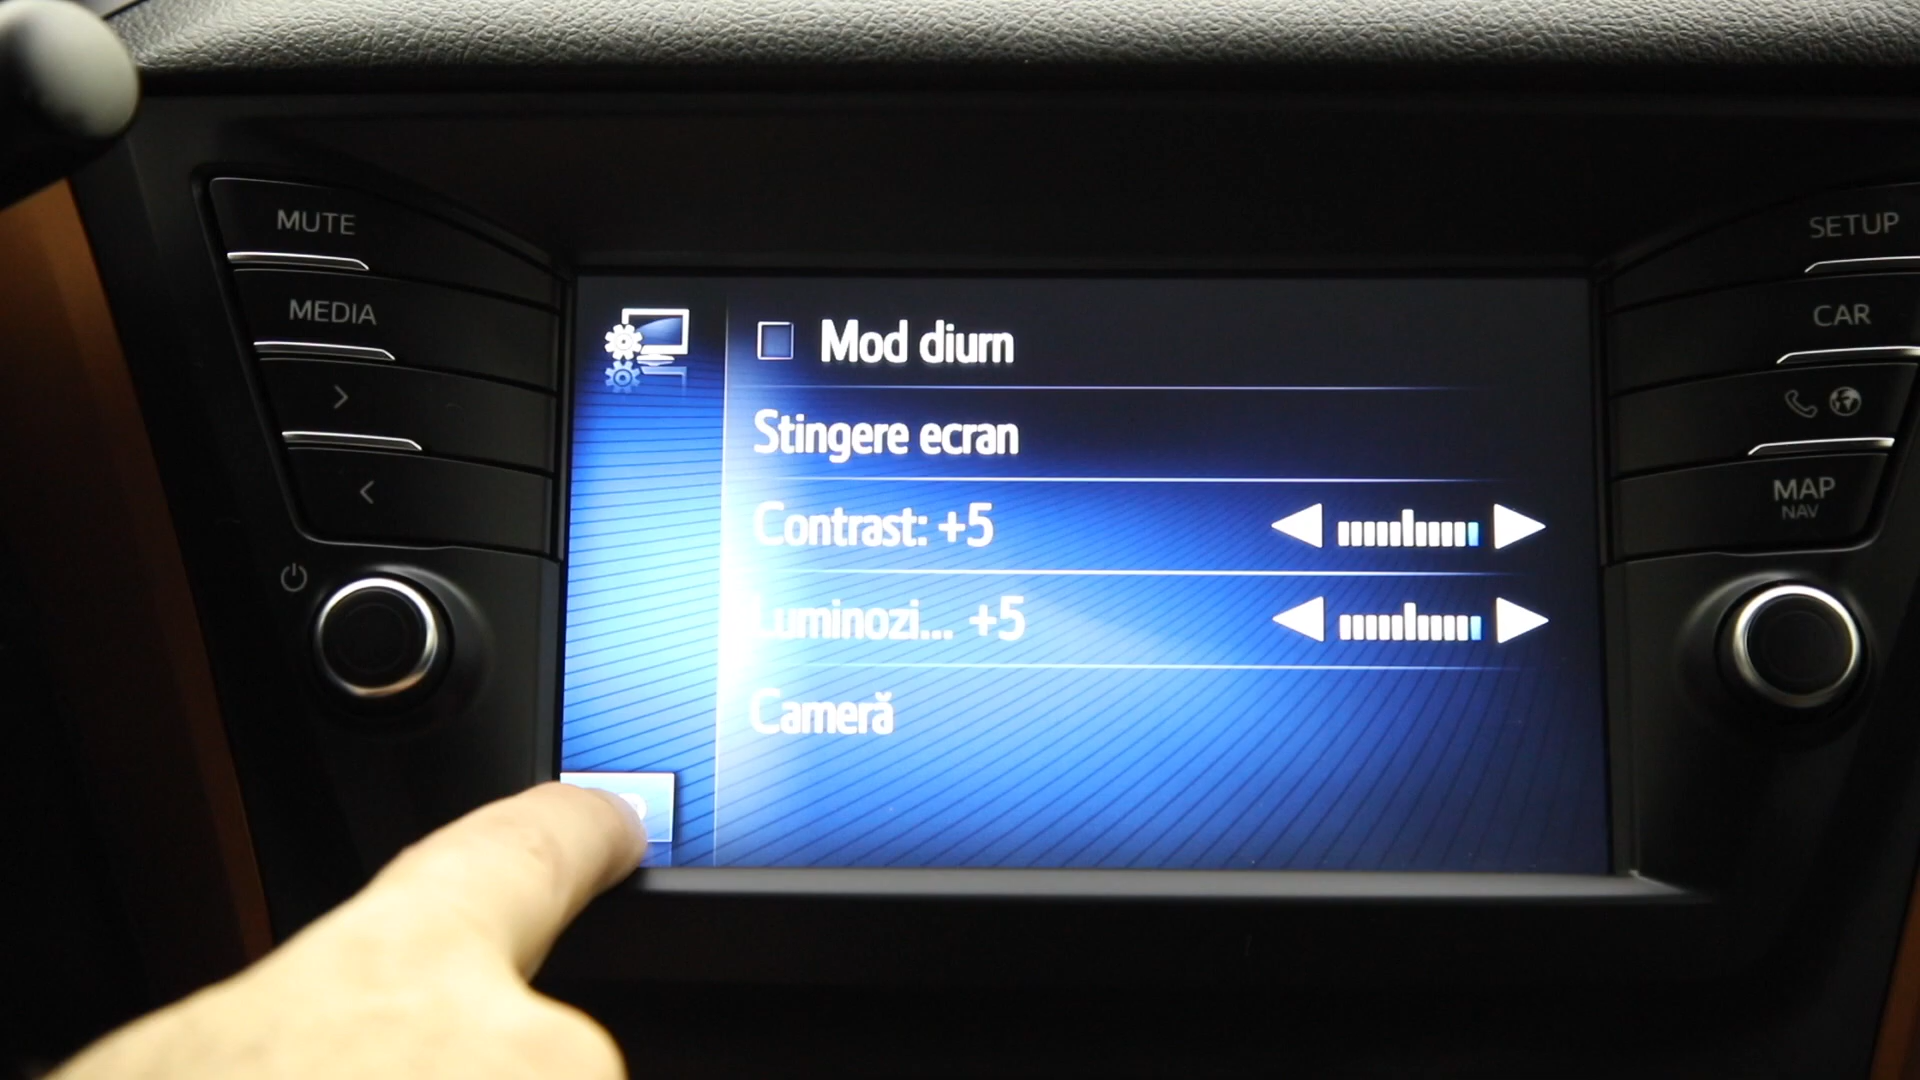 MUTE
MEDIA
Mod diurn
Stingere ecran
Contrast: +5
Luminozi... +5
Cameră
SETUP
CAR
MAP
NAV